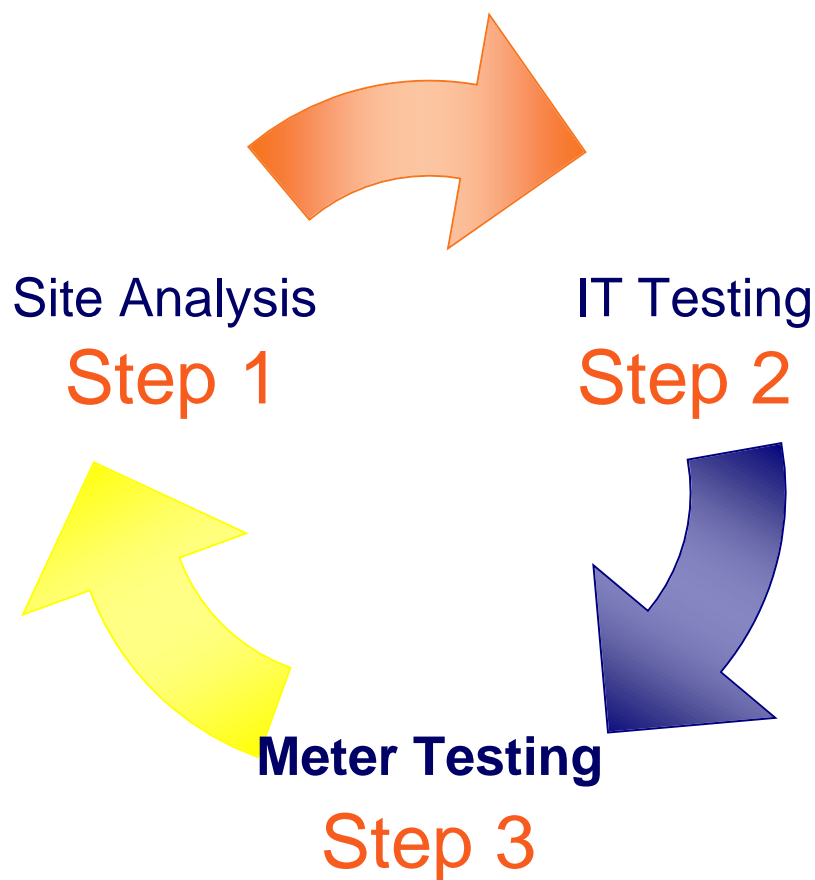 Site Analysis
Step 1
IT Testing
Step 2
Meter Testing
Step 3